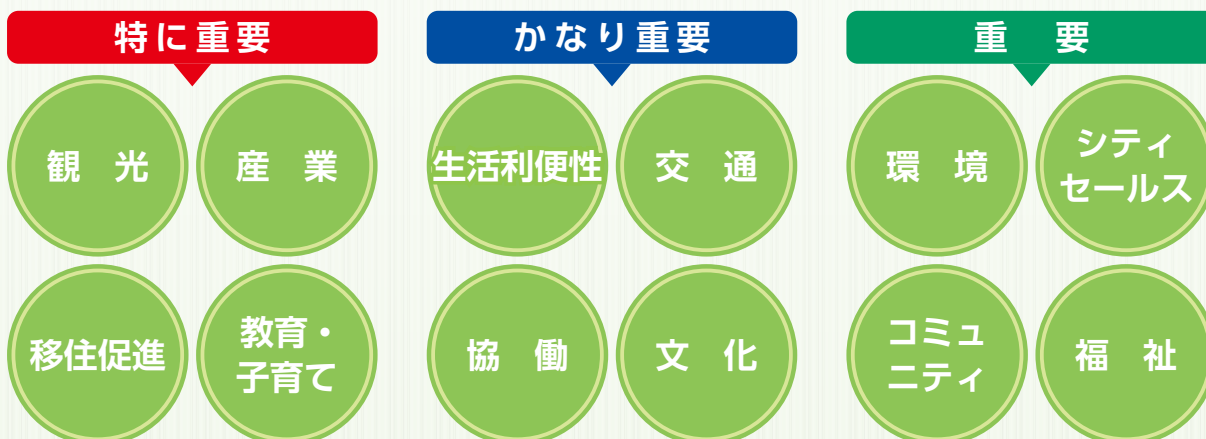 特に重要
観　光
産　業
移住促進
教育・
子育て
かなり重要
生活利便性
交　通
協　働
文　化
重　要
環　境
シティ
セールス
コミュ
ニティ
福　祉